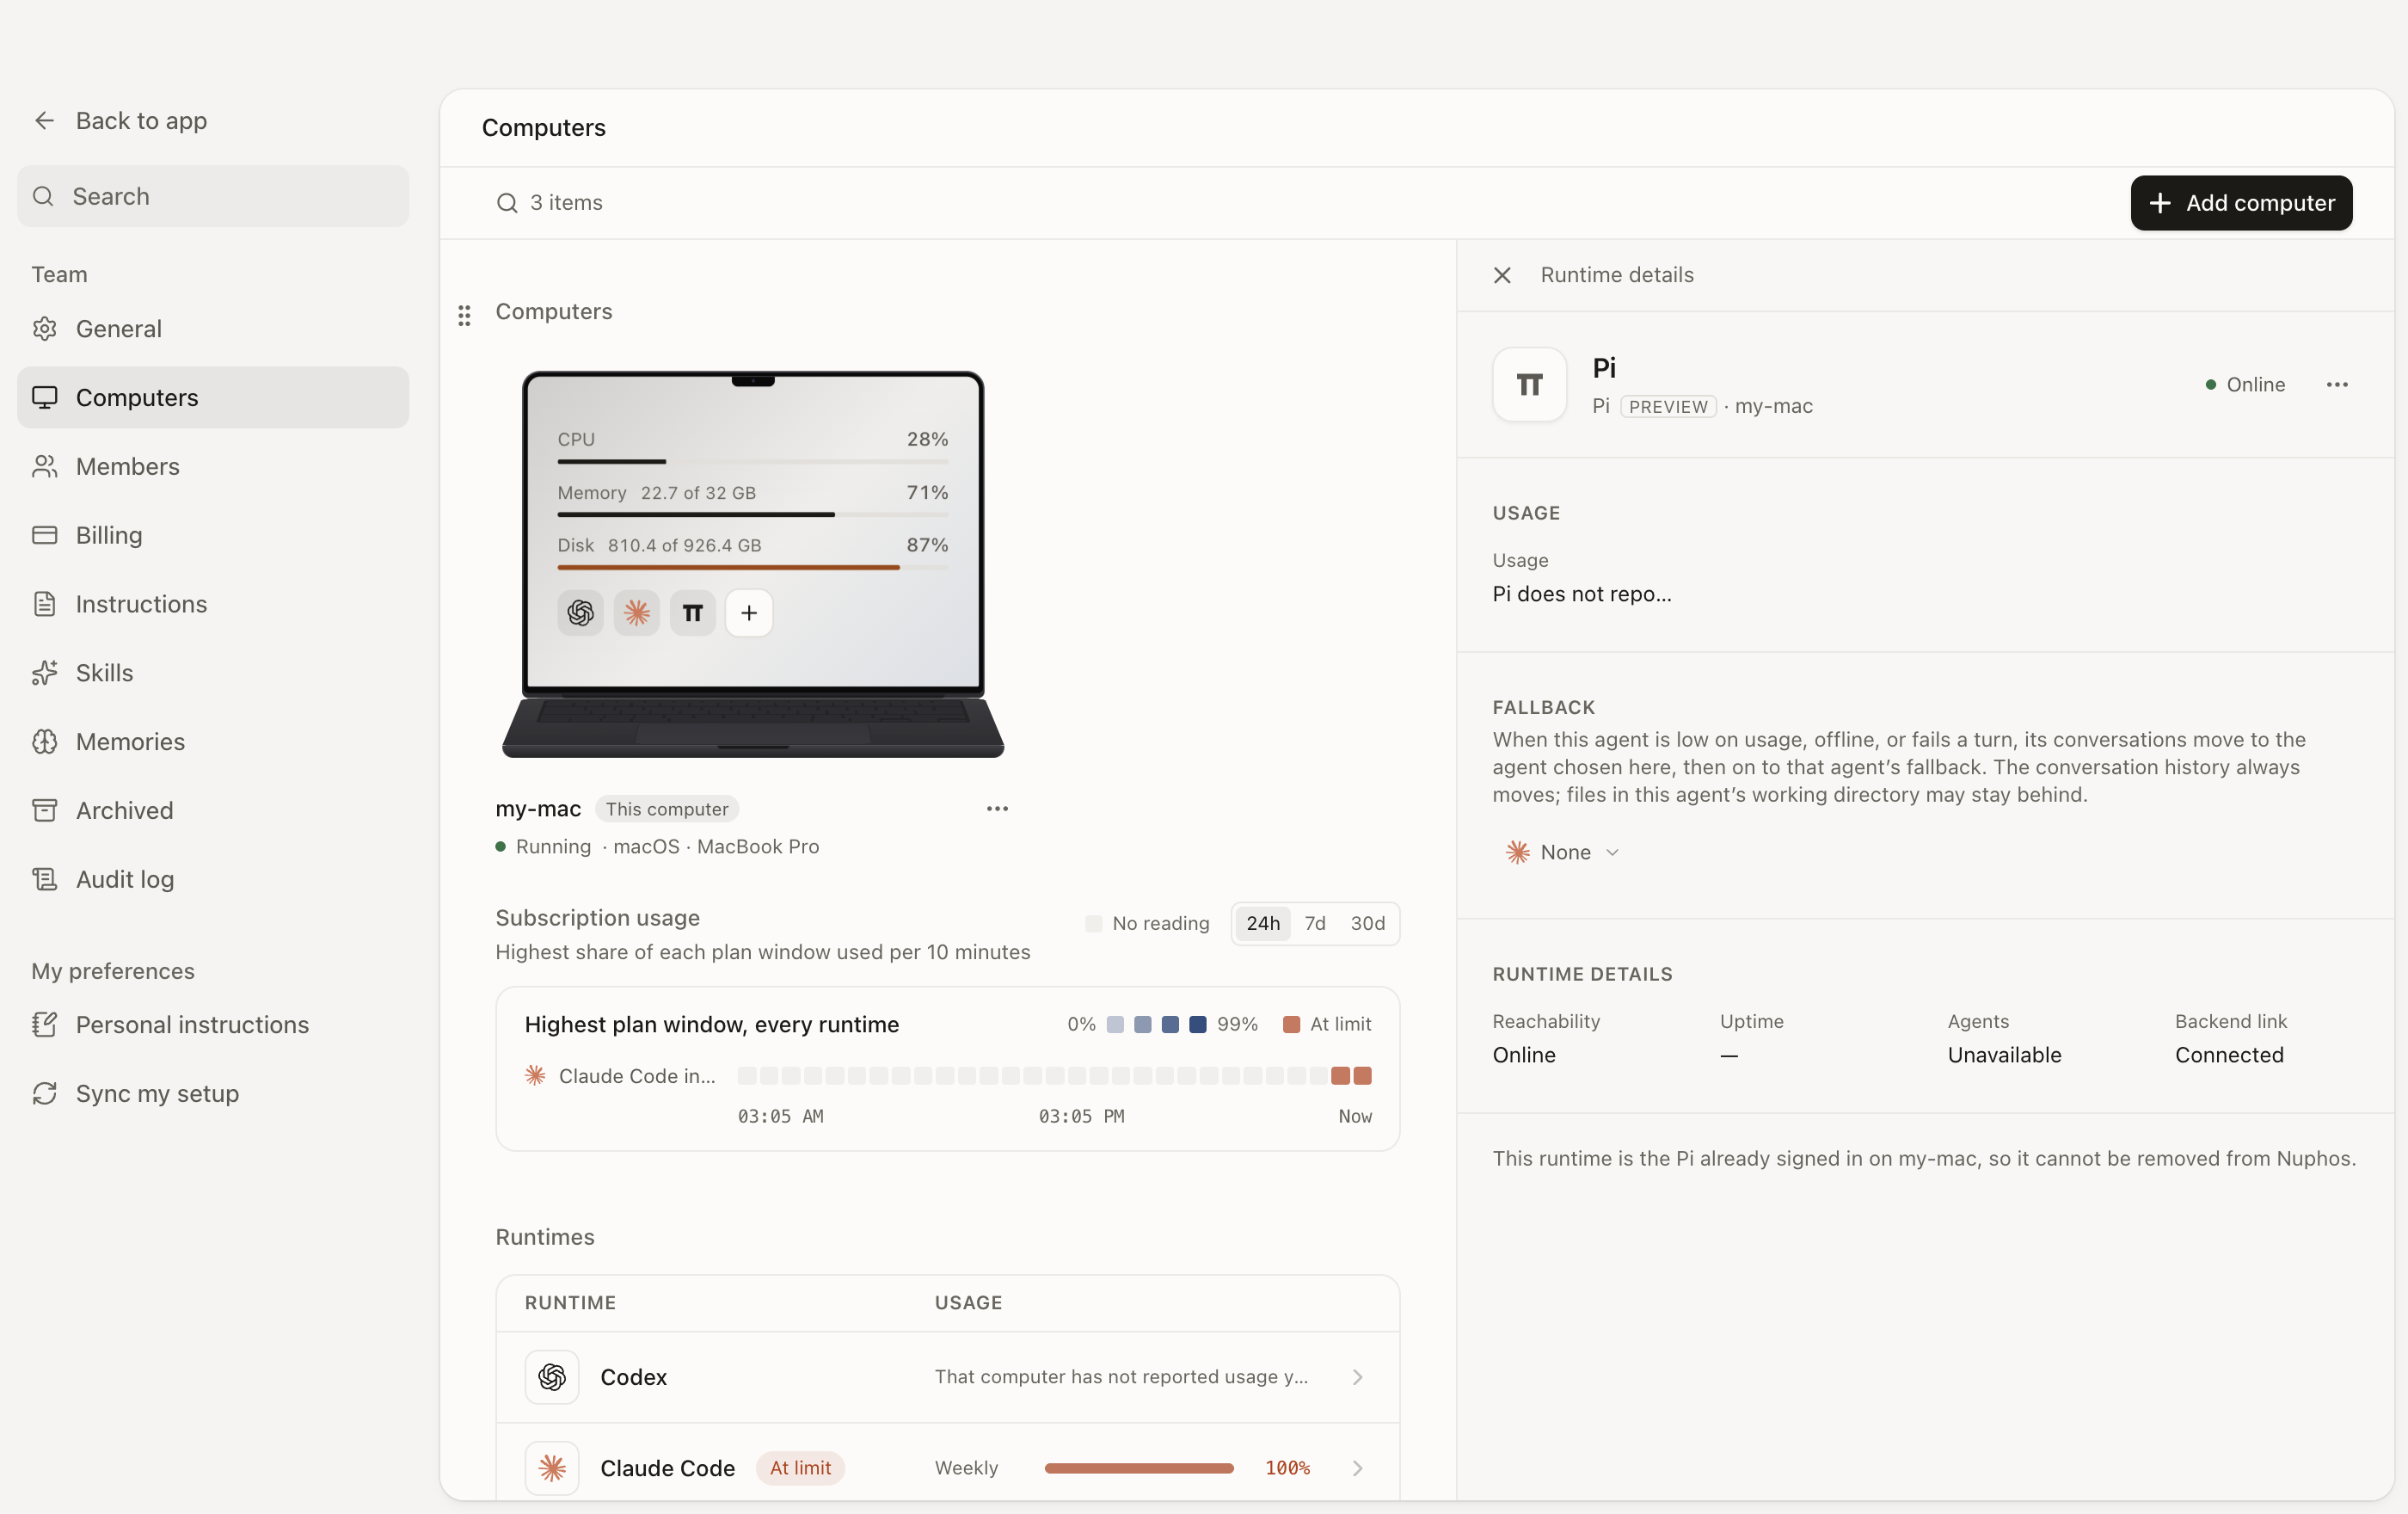 Back to app
Search
Team
General
Computers
Members
Billing
Instructions
Skills
Memories
Archived
Audit log
My preferences
Personal instructions
Sync my setup
Computers
3 items
Add computer
Computers
CPU 28%
Memory 22.7 of 32 GB 71%
Disk 810.4 of 926.4 GB 87%
my-mac This computer
Running · macOS · MacBook Pro
Subscription usage
Highest share of each plan window used per 10 minutes
No reading 24h 7d 30d
Highest plan window, every runtime
0% 99% At limit
Claude Code in...
03:05 AM 03:05 PM Now
Runtimes
RUNTIME USAGE
Codex That computer has not reported usage y...
Claude Code At limit Weekly 100%
Runtime details
Pi
Pi PREVIEW · my-mac
Online
USAGE
Usage
Pi does not repo...
FALLBACK
When this agent is low on usage, offline, or fails a turn, its conversations move to the
agent chosen here, then on to that agent’s fallback. The conversation history always
moves; files in this agent’s working directory may stay behind.
None
RUNTIME DETAILS
Reachability Uptime Agents Backend link
Online — Unavailable Connected
This runtime is the Pi already signed in on my-mac, so it cannot be removed from Nuphos.